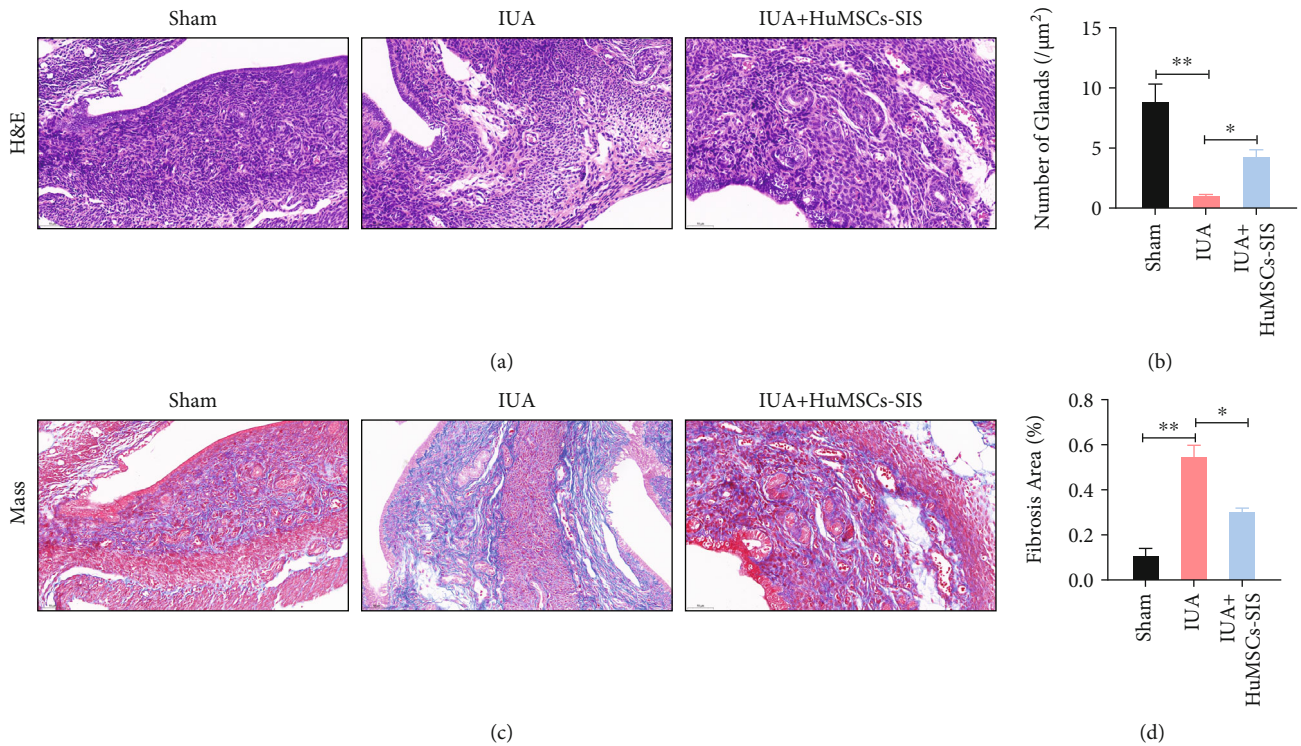 Sham
IUA
IUA+HuMSCs-SIS
H&E
(a)
Number of Glands (/μm²)
15
10
5
0
**
*
Sham
IUA
IUA+
HuMSCs-SIS
(b)
Sham
IUA
IUA+HuMSCs-SIS
Mass
(c)
Fibrosis Area (%)
0.8
0.6
0.4
0.2
0.0
**
*
Sham
IUA
IUA+
HuMSCs-SIS
(d)